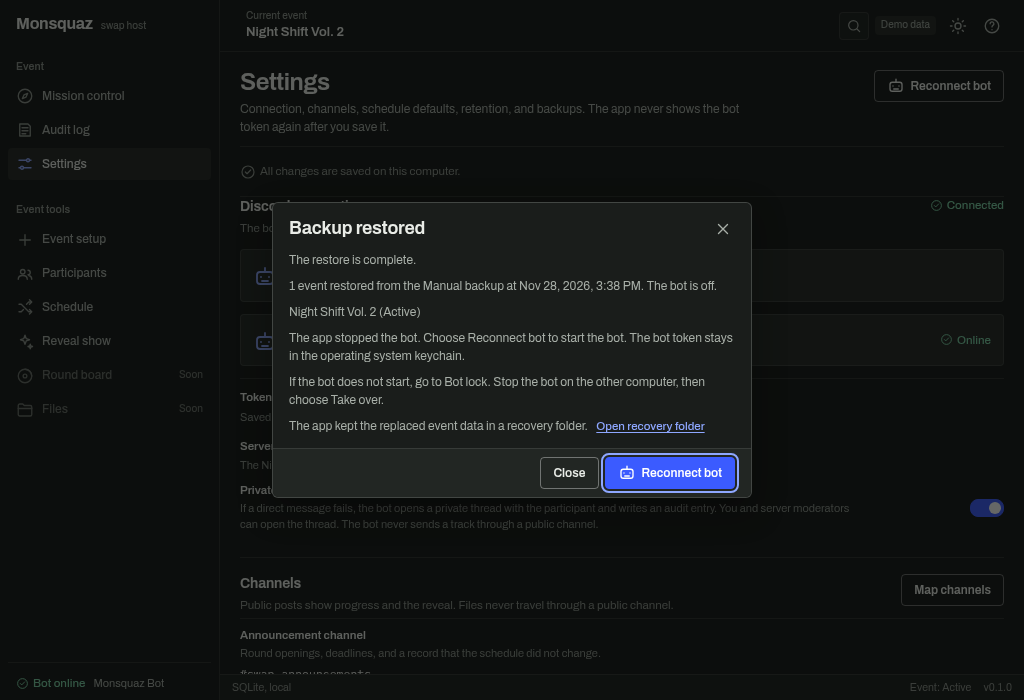 Monsquaz swap host
Current event
Night Shift Vol. 2
Demo data
Event
Mission control
Audit log
Settings
Event tools
Event setup
Participants
Schedule
Reveal show
Round board Soon
Files Soon
Bot online Monsquaz Bot
Settings
Reconnect bot
Connection, channels, schedule defaults, retention, and backups. The app never shows the bot
token again after you save it.
All changes are saved on this computer.
Connected
The
Online
Backup restored
The restore is complete.
1 event restored from the Manual backup at Nov 28, 2026, 3:38 PM. The bot is off.
Night Shift Vol. 2 (Active)
The app stopped the bot. Choose Reconnect bot to start the bot. The bot token stays
in the operating system keychain.
If the bot does not start, go to Bot lock. Stop the bot on the other computer, then
choose Take over.
The app kept the replaced event data in a recovery folder. Open recovery folder
Close
Reconnect bot
Token
Saved
The
If a direct message fails, the bot opens a private thread with the participant and writes an audit entry. You and server moderators
can open the thread. The bot never sends a track through a public channel.
Channels
Map channels
Public posts show progress and the reveal. Files never travel through a public channel.
Announcement channel
Round openings, deadlines, and a record that the schedule did not change.
SQLite, local
Event: Active v0.1.0